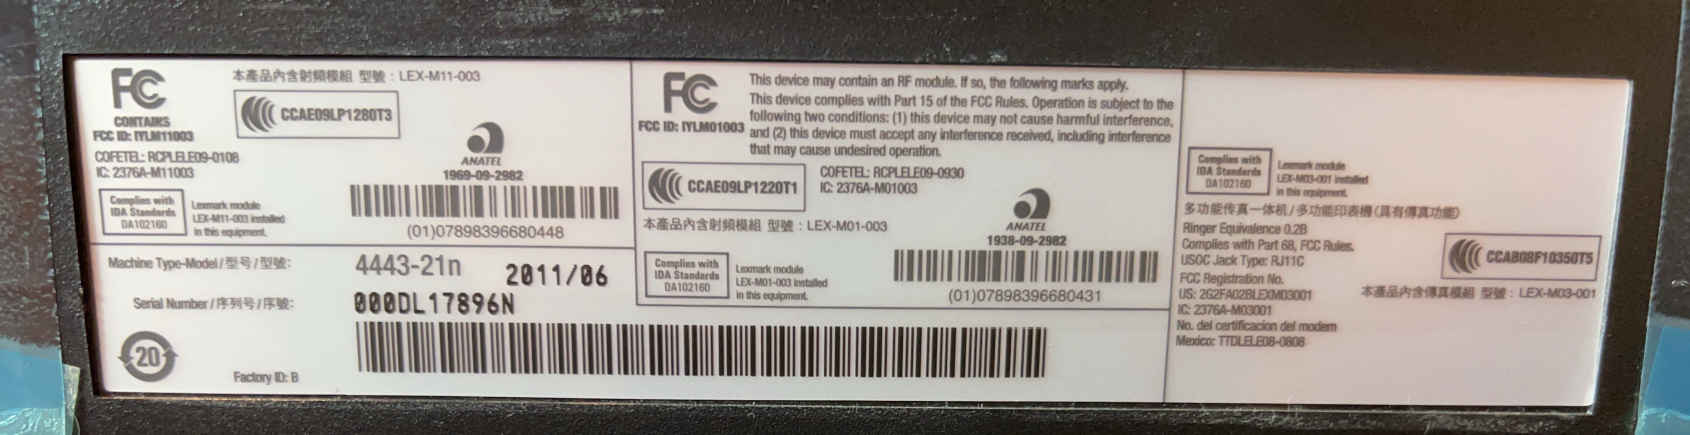 FC
CONTAINS
FCC ID: IYLM11003
COFETEL: RCPLELE09-0108
IC: 2376A-M11003
Complies with
IDA Standards
DA102160
Lexmark module
LEX-M11-003 installed
in this equipment.
本產品內含射頻模組 型號：LEX-M11-003
CCAE09LP1280T3
ANATEL
1969-09-2982
(01)07898396680448
Machine Type-Model/型号/型號:
4443-21n
2011/06
Serial Number/序列号/序號:
000DL17896N
20
Factory ID: B
FC
FCC ID: IYLM01003
This device may contain an RF module. If so, the following marks apply.
This device complies with Part 15 of the FCC Rules. Operation is subject to the
following two conditions: (1) this device may not cause harmful interference,
and (2) this device must accept any interference received, including interference
that may cause undesired operation.
CCAE09LP1220T1
COFETEL: RCPLELE09-0930
IC: 2376A-M01003
本產品內含射頻模組 型號：LEX-M01-003
Complies with
IDA Standards
DA102160
Lexmark module
LEX-M01-003 installed
in this equipment.
ANATEL
1938-09-2982
(01)07898396680431
Complies with
IDA Standards
DA102160
Lexmark module
LEX-M03-001 installed
in this equipment.
多功能传真一体机/多功能印表機(具有傳真功能)
Ringer Equivalence 0.2B
Complies with Part 68, FCC Rules.
USOC Jack Type: RJ11C
FCC Registration No.
US: 2G2FA02BLEXM03001
IC: 2376A-M03001
No. del certificacion del modem
Mexico: TTDLELE08-0808
CCAB08F10350T5
本產品內含傳真模組 型號：LEX-M03-001